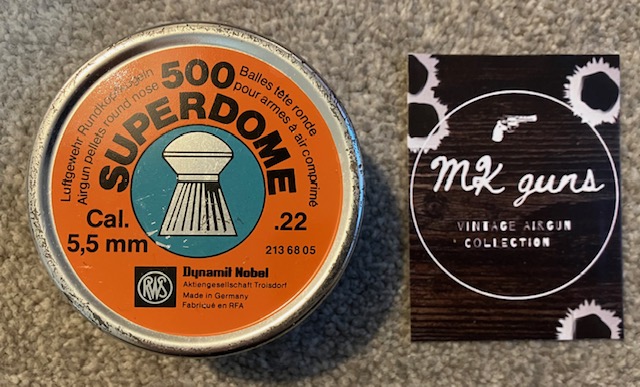 Luftgewehr Rundkopfkugeln
Airgun pellets round nose
500
Balles tête ronde
pour armes à air comprimé
SUPERDOME
Cal.
5,5 mm
.22
213 68 05
RWS
Dynamit Nobel
Aktiengesellschaft Troisdorf
Made in Germany
Fabriqué en RFA
MK guns
VINTAGE AIRGUN
COLLECTION